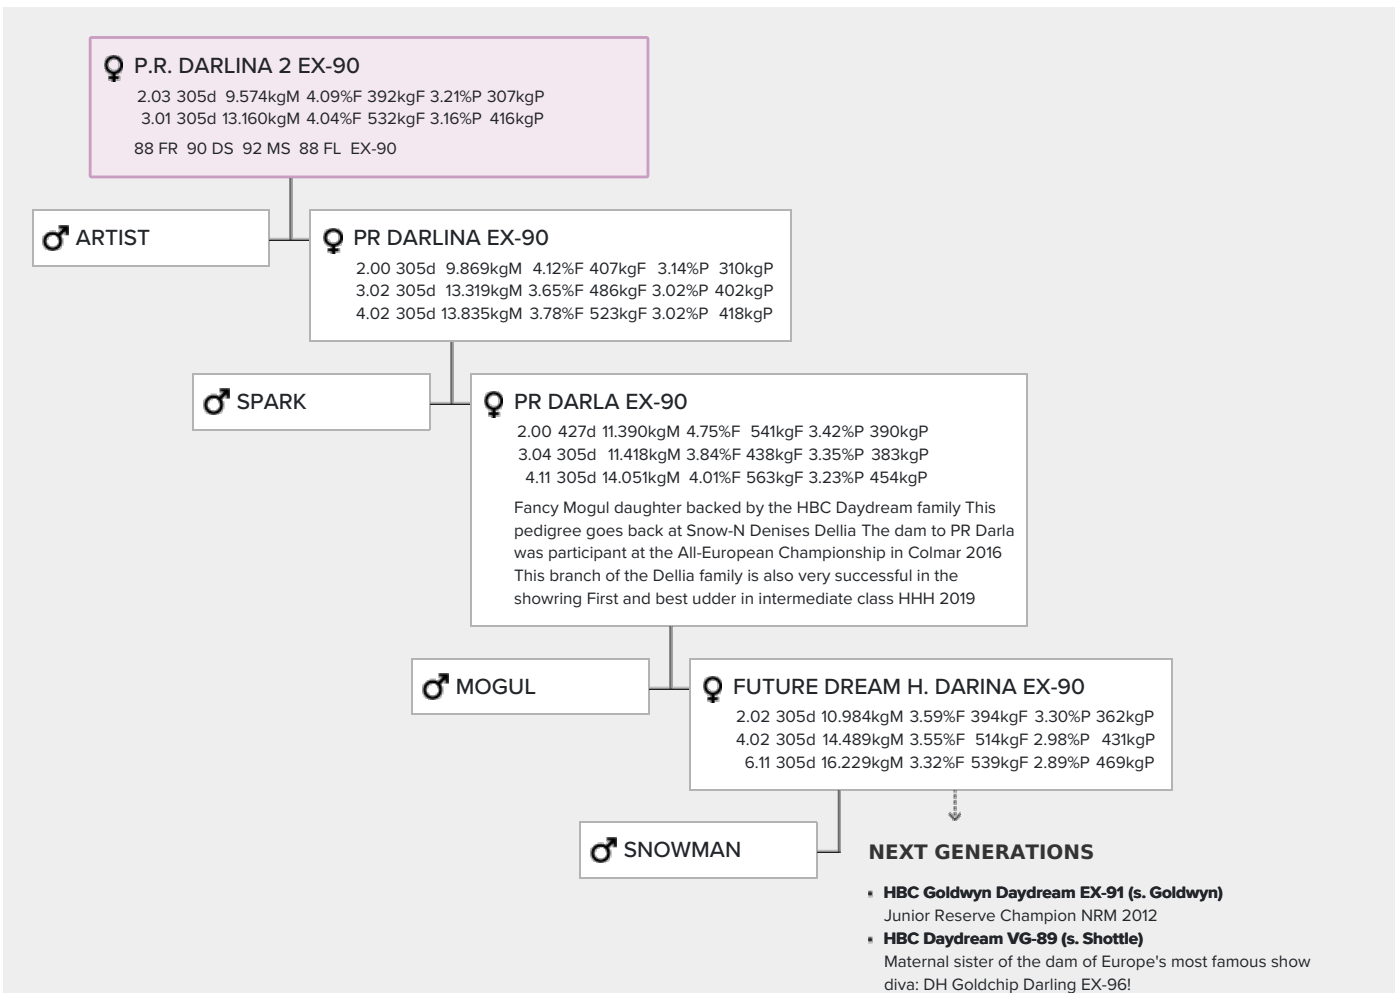 P.R. DARLINA 2 EX-90
2.03 305d 9.574kgM 4.09%F 392kgF 3.21%P 307kgP
3.01 305d 13.160kgM 4.04%F 532kgF 3.16%P 416kgP
88 FR 90 DS 92 MS 88 FL EX-90
ARTIST
PR DARLINA EX-90
2.00 305d 9.869kgM 4.12%F 407kgF 3.14%P 310kgP
3.02 305d 13.319kgM 3.65%F 486kgF 3.02%P 402kgP
4.02 305d 13.835kgM 3.78%F 523kgF 3.02%P 418kgP
SPARK
PR DARLA EX-90
2.00 427d 11.390kgM 4.75%F 541kgF 3.42%P 390kgP
3.04 305d 11.418kgM 3.84%F 438kgF 3.35%P 383kgP
4.11 305d 14.051kgM 4.01%F 563kgF 3.23%P 454kgP
Fancy Mogul daughter backed by the HBC Daydream family This
pedigree goes back at Snow-N Denises Dellia The dam to PR Darla
was participant at the All-European Championship in Colmar 2016
This branch of the Dellia family is also very successful in the
showring First and best udder in intermediate class HHH 2019
MOGUL
FUTURE DREAM H. DARINA EX-90
2.02 305d 10.984kgM 3.59%F 394kgF 3.30%P 362kgP
4.02 305d 14.489kgM 3.55%F 514kgF 2.98%P 431kgP
6.11 305d 16.229kgM 3.32%F 539kgF 2.89%P 469kgP
SNOWMAN
NEXT GENERATIONS
HBC Goldwyn Daydream EX-91 (s. Goldwyn)
Junior Reserve Champion NRM 2012
HBC Daydream VG-89 (s. Shottle)
Maternal sister of the dam of Europe's most famous show
diva: DH Goldchip Darling EX-96!